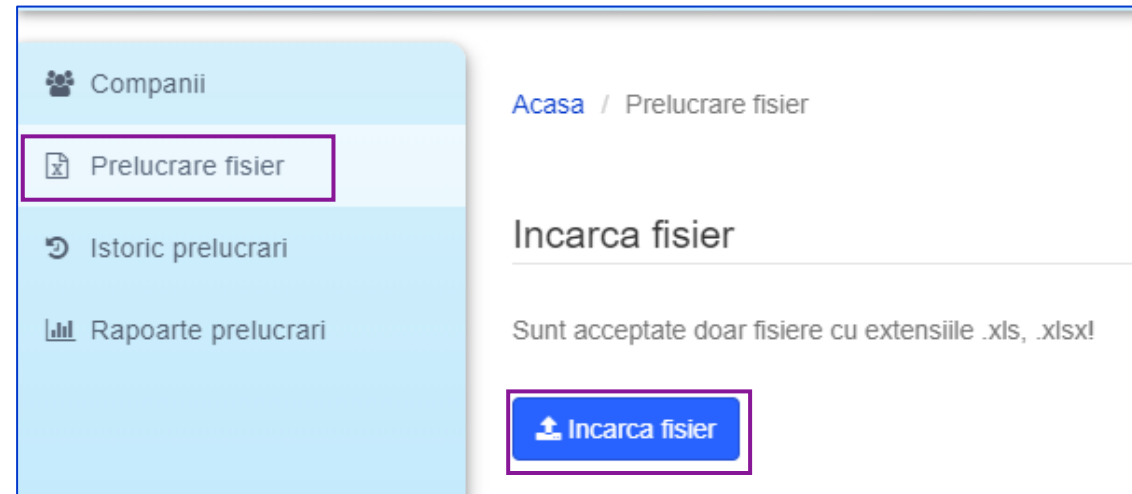 Companii
Prelucrare fisier
Istoric prelucrari
Rapoarte prelucrari
Acasa / Prelucrare fisier
Incarca fisier
Sunt acceptate doar fisiere cu extensiile .xls, .xlsx!
Incarca fisier